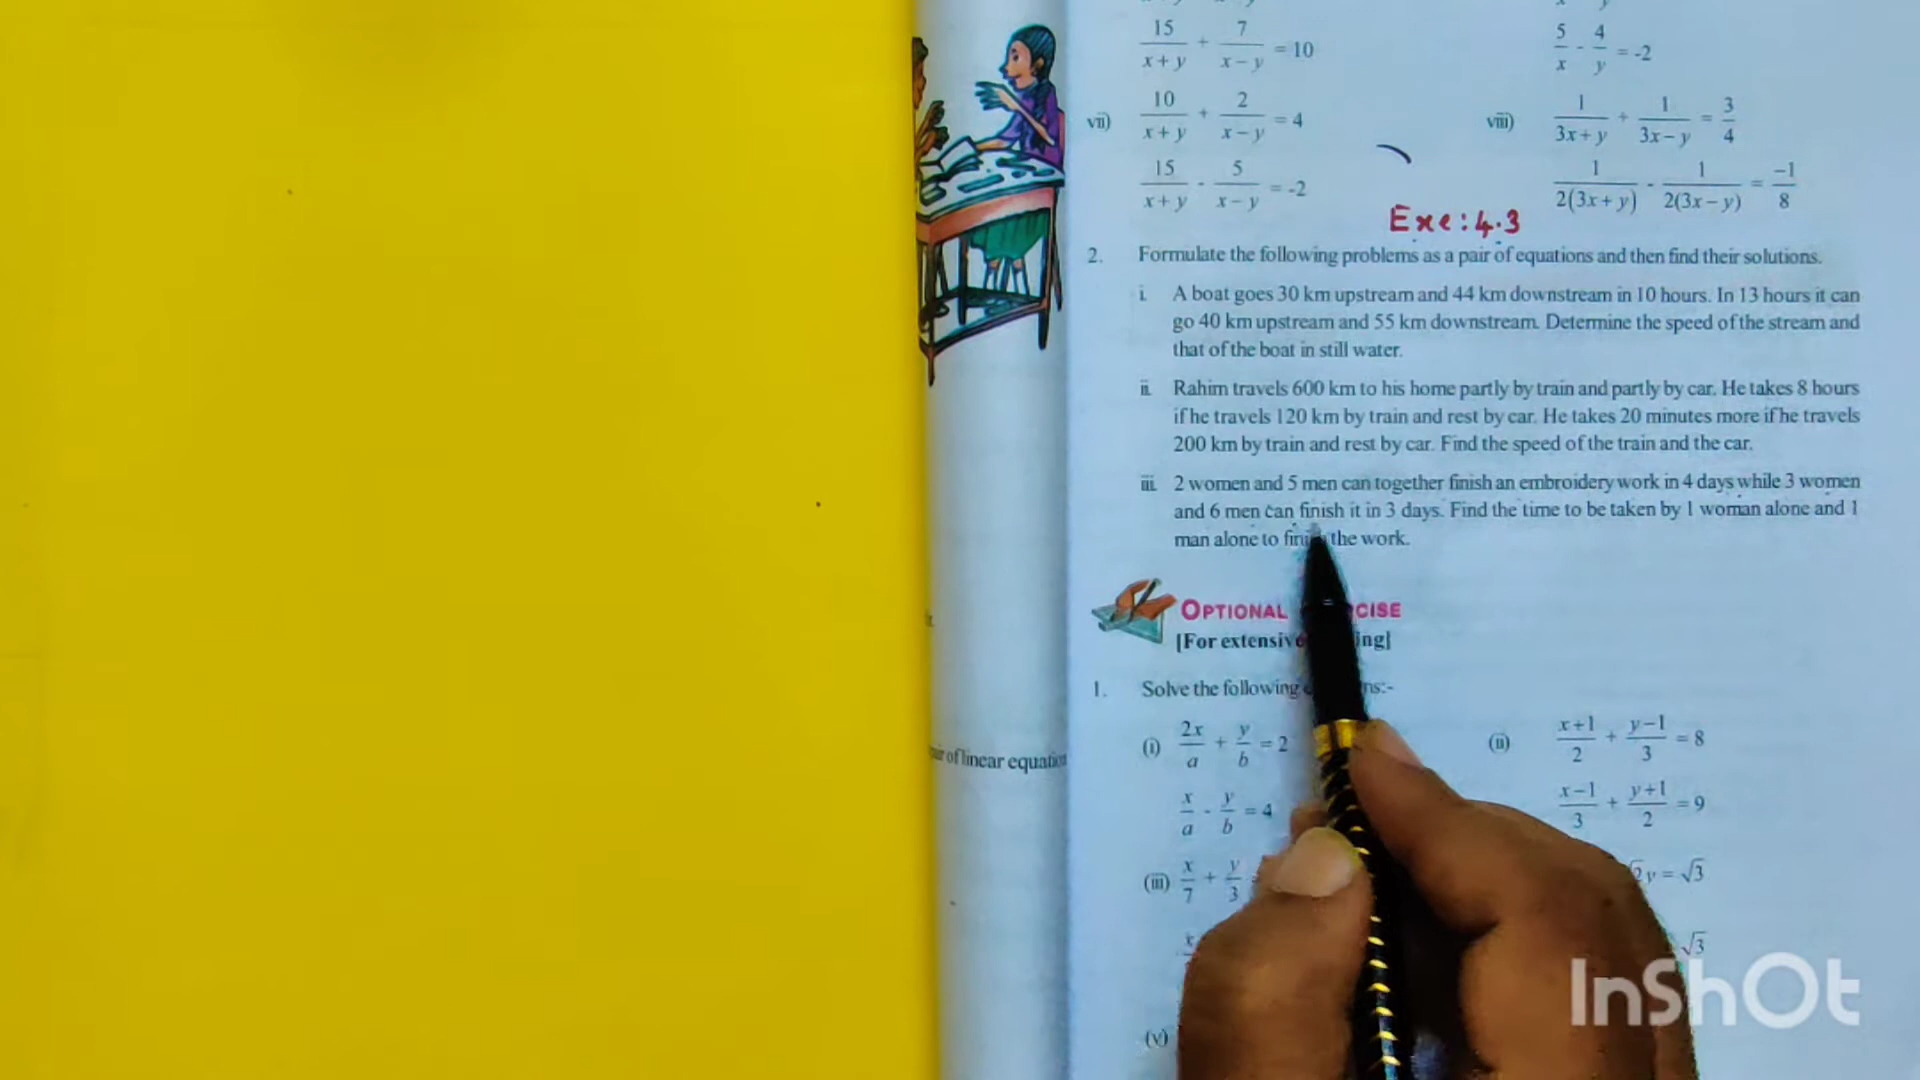 15/(x+y) + 7/(x−y) = 10
5/x - 4/y = -2
vii) 10/(x+y) + 2/(x−y) = 4
viii) 1/(3x+y) + 1/(3x−y) = 3/4
15/(x+y) - 5/(x−y) = -2
1/(2(3x+y)) - 1/(2(3x−y)) = −1/8
Exe:4.3
2. Formulate the following problems as a pair of equations and then find their solutions.
i. A boat goes 30 km upstream and 44 km downstream in 10 hours. In 13 hours it can
go 40 km upstream and 55 km downstream. Determine the speed of the stream and
that of the boat in still water.
ii. Rahim travels 600 km to his home partly by train and partly by car. He takes 8 hours
if he travels 120 km by train and rest by car. He takes 20 minutes more if he travels
200 km by train and rest by car. Find the speed of the train and the car.
iii. 2 women and 5 men can together finish an embroidery work in 4 days while 3 women
and 6 men can finish it in 3 days. Find the time to be taken by 1 woman alone and 1
man alone to the work.
OPTIONAL
[For
1. Solve the following
(i) 2x/a + y/b = 2
(ii) (x+1)/2 + (y−1)/3 = 8
of linear equation
x/a - y/b = 4
(x−1)/3 + (y+1)/2 = 9
(iii) x/7 + y/3
y = √3
√3
(v)
InShOt